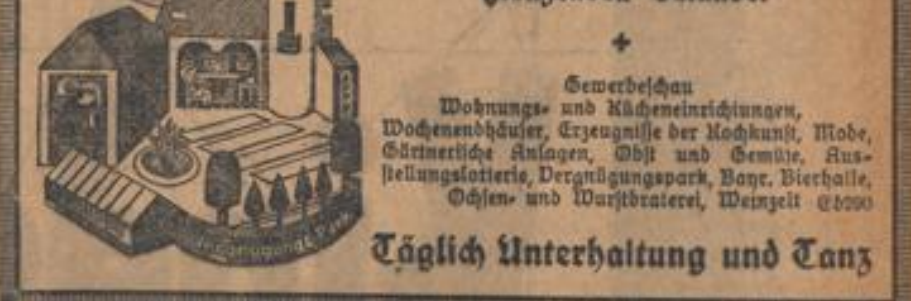 Gewerbeschau
Wohnungs- und Kücheneinrichtungen,
Wochenendhäuser, Erzeugnisse der Kochkunst, Mode,
Gärtnerische Anlagen, Obst und Gemüse, Aus-
stellungslotterie, Vergnügungspark, Bayr. Bierhalle,
Ochsen- und Wurstbraterei, Weinzelt
Täglich Unterhaltung und Tanz